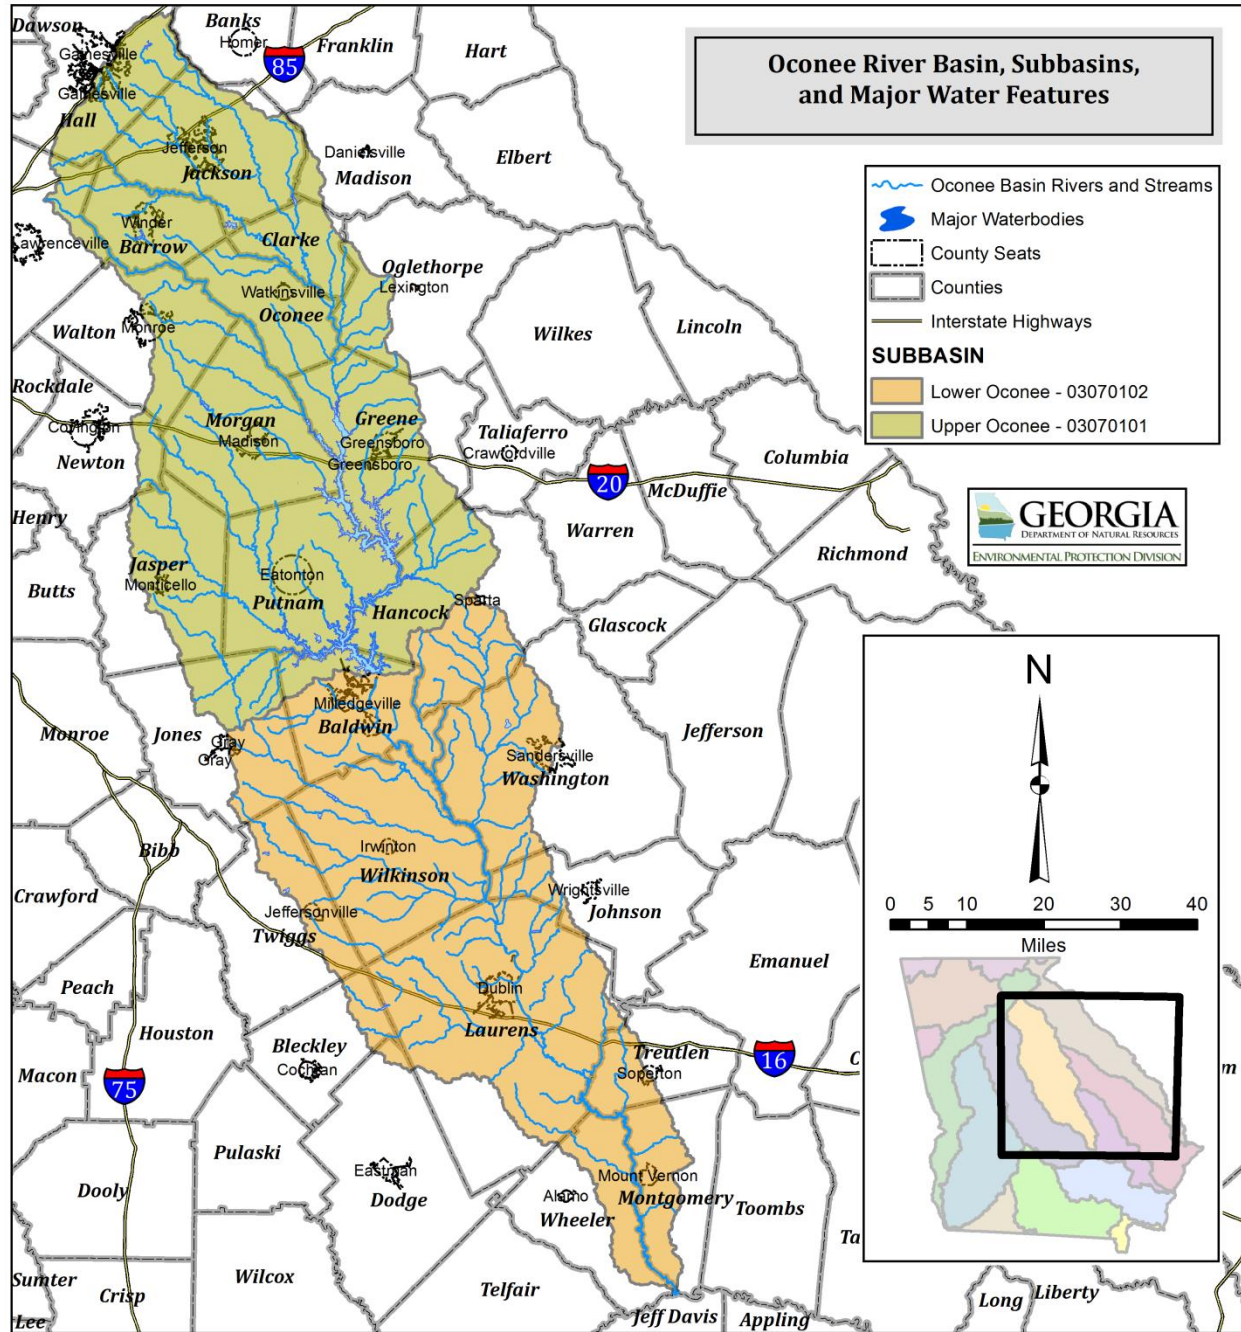 Oconee River Basin, Subbasins,
and Major Water Features
Oconee Basin Rivers and Streams
Major Waterbodies
County Seats
Counties
Interstate Highways
SUBBASIN
Lower Oconee - 03070102
Upper Oconee - 03070101
GEORGIA
DEPARTMENT OF NATURAL RESOURCES
ENVIRONMENTAL PROTECTION DIVISION
N
0 5 10 20 30 40
Miles
Dawson
Banks
Homer
Franklin
Hart
Gainesville
85
Gainesville
Hall
Jefferson
Jackson
Danielsville
Madison
Elbert
Winder
Barrow
Lawrenceville
Clarke
Oglethorpe
Lexington
Watkinsville
Oconee
Walton
Monroe
Wilkes
Lincoln
Rockdale
Covington
Newton
Morgan
Madison
Greene
Greensboro
Greensboro
Taliaferro
Crawfordville
20
McDuffie
Columbia
Henry
Warren
Richmond
Butts
Jasper
Monticello
Eatonton
Putnam
Hancock
Sparta
Glascock
Milledgeville
Baldwin
Monroe
Jones
Gray
Gray
Sandersville
Washington
Jefferson
Bibb
Irwinton
Wilkinson
Crawford
Jeffersonville
Twiggs
Wrightsville
Johnson
Emanuel
Peach
Houston
Dublin
Laurens
Macon
75
Bleckley
Cochran
Treutlen
Soperton
16
C
m
Pulaski
Dooly
Eastman
Dodge
Mount Vernon
Montgomery
Alamo
Wheeler
Toombs
Ta
Sumter
Lee
Crisp
Wilcox
Telfair
Jeff Davis
Appling
Long
Liberty